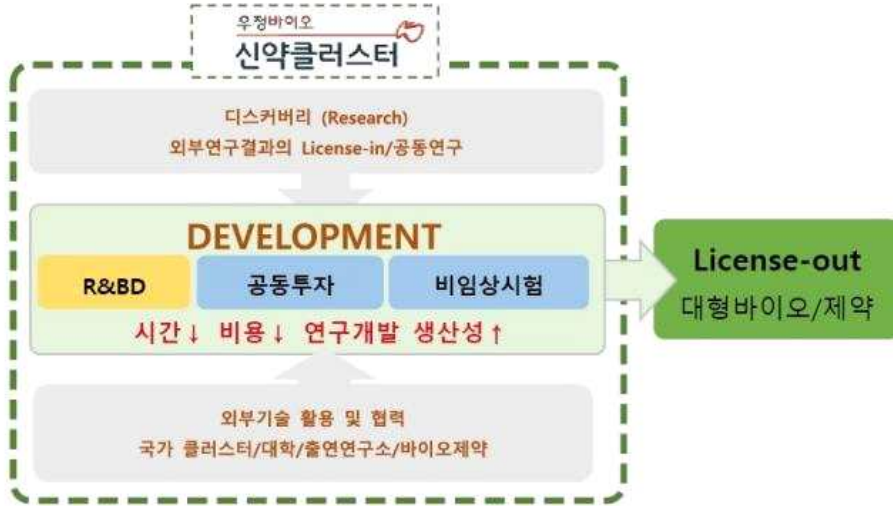 우정바이오
신약클러스터
디스커버리 (Research)
외부연구결과의 License-in/공동연구
DEVELOPMENT
R&BD
공동투자
비임상시험
시간↓ 비용↓ 연구개발 생산성↑
License-out
대형바이오/제약
외부기술 활용 및 협력
국가 클러스터/대학/출연연구소/바이오제약